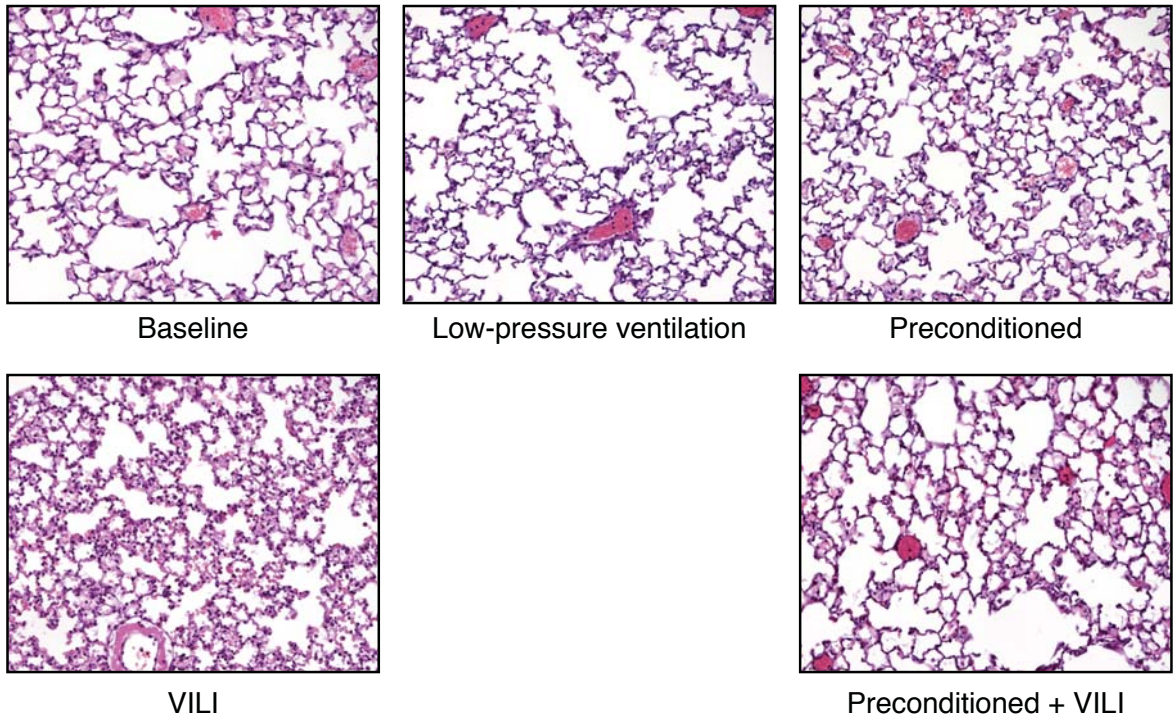 Baseline
Low-pressure ventilation
Preconditioned
VILI
Preconditioned + VILI